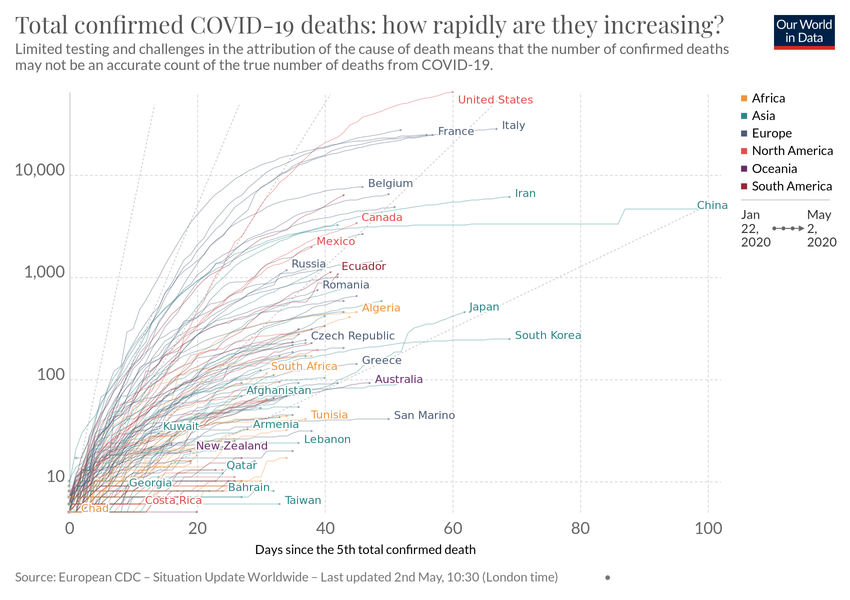 Total confirmed COVID-19 deaths: how rapidly are they increasing?
Limited testing and challenges in the attribution of the cause of death means that the number of confirmed deaths
may not be an accurate count of the true number of deaths from COVID-19.
Our World
in Data
United States
Italy
France
Belgium
Iran
China
Canada
Mexico
Russia
Ecuador
Romania
Algeria
Japan
Czech Republic
South Korea
Greece
South Africa
Australia
Afghanistan
Tunisia
San Marino
Kuwait
Armenia
Lebanon
New Zealand
Qatar
Georgia
Bahrain
Costa Rica
Taiwan
Chad
10,000
1,000
100
10
0
20
40
60
80
100
Days since the 5th total confirmed death
Africa
Asia
Europe
North America
Oceania
South America
Jan
22,
2020
May
2,
2020
Source: European CDC – Situation Update Worldwide – Last updated 2nd May, 10:30 (London time)